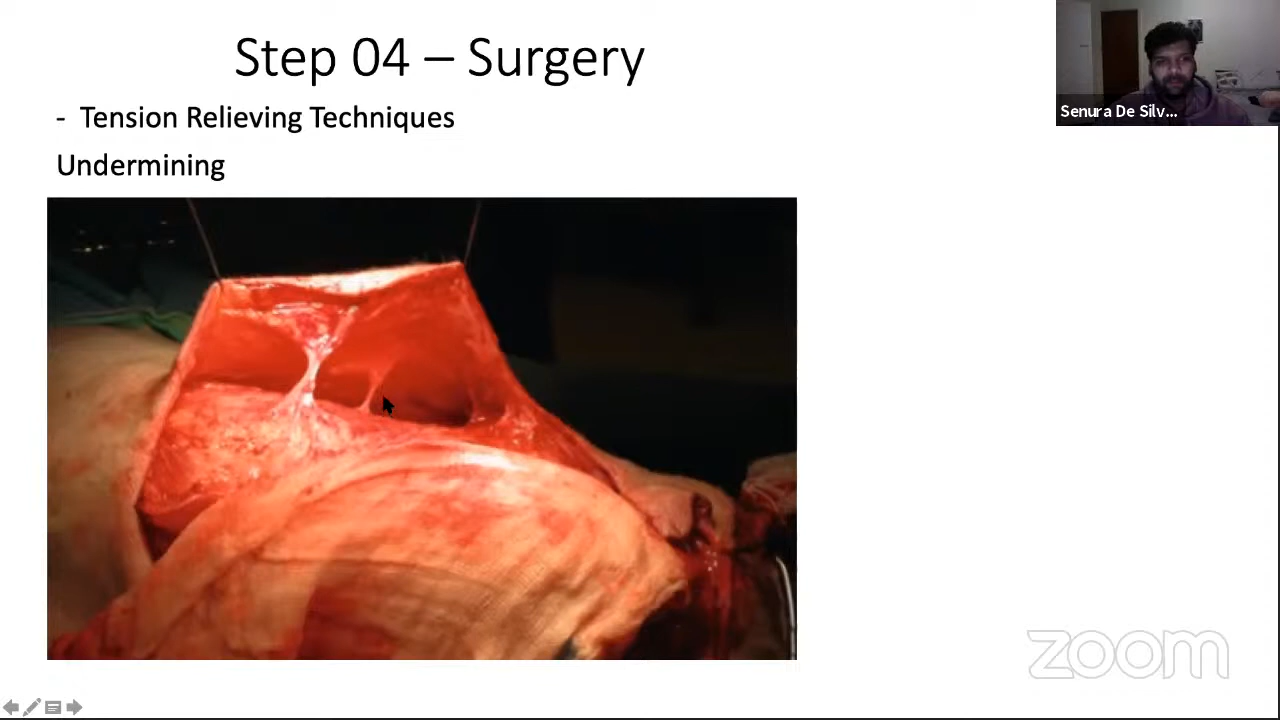 Step 04 – Surgery
- Tension Relieving Techniques
Undermining
Senura De Silv...
zoom